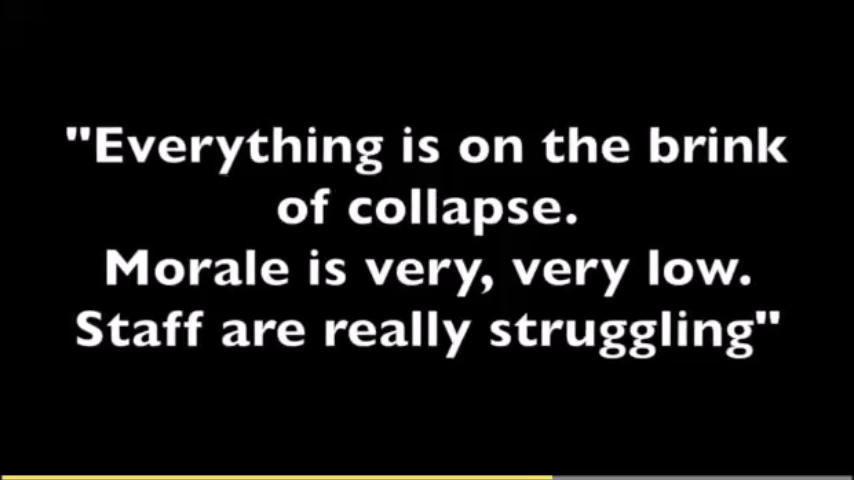 "Everything is on the brink
of collapse.
Morale is very, very low.
Staff are really struggling"